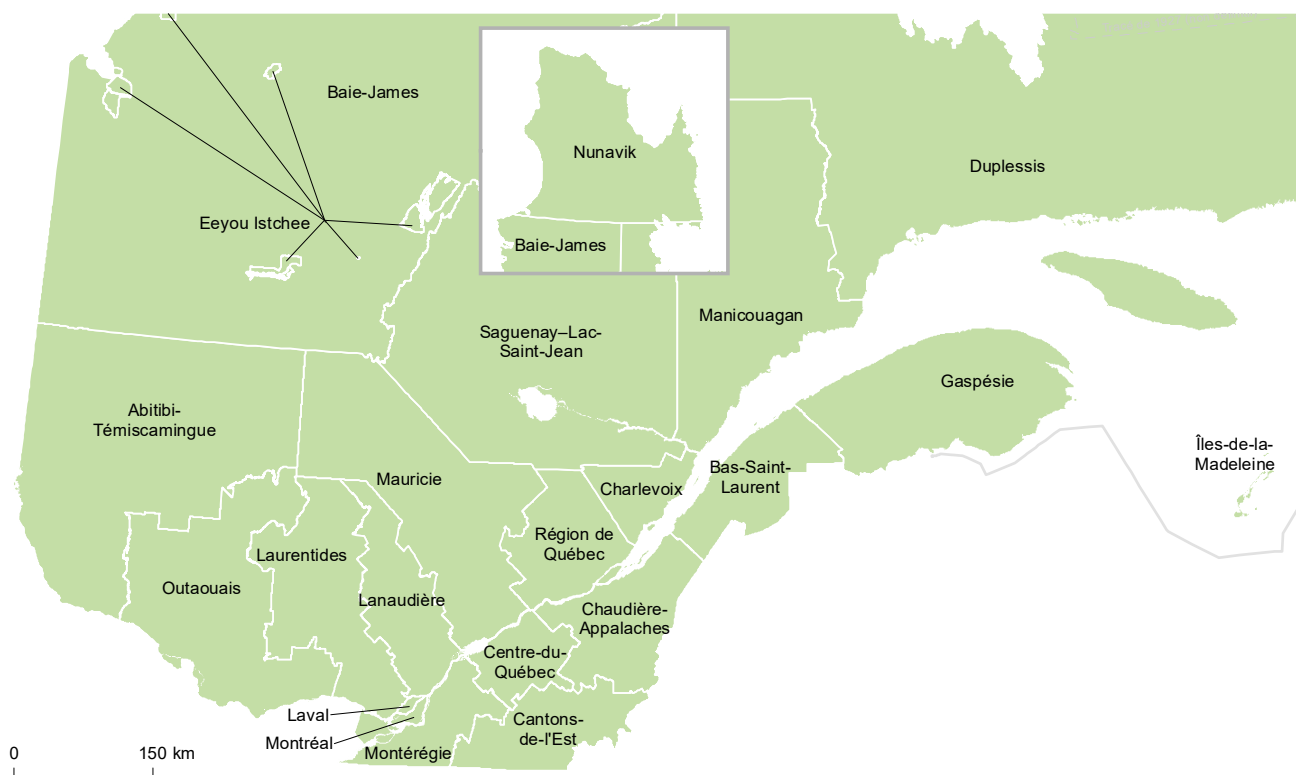 Baie-James
Nunavik
Duplessis
Eeyou Istchee
Baie-James
Manicouagan
Saguenay–Lac-
Saint-Jean
Gaspésie
Abitibi-
Témiscamingue
Îles-de-la-
Madeleine
Mauricie
Bas-Saint-
Laurent
Charlevoix
Région de
Québec
Laurentides
Outaouais
Lanaudière
Chaudière-
Appalaches
Centre-du-
Québec
Laval
Cantons-
de-l'Est
Montréal
Montérégie
0
150 km